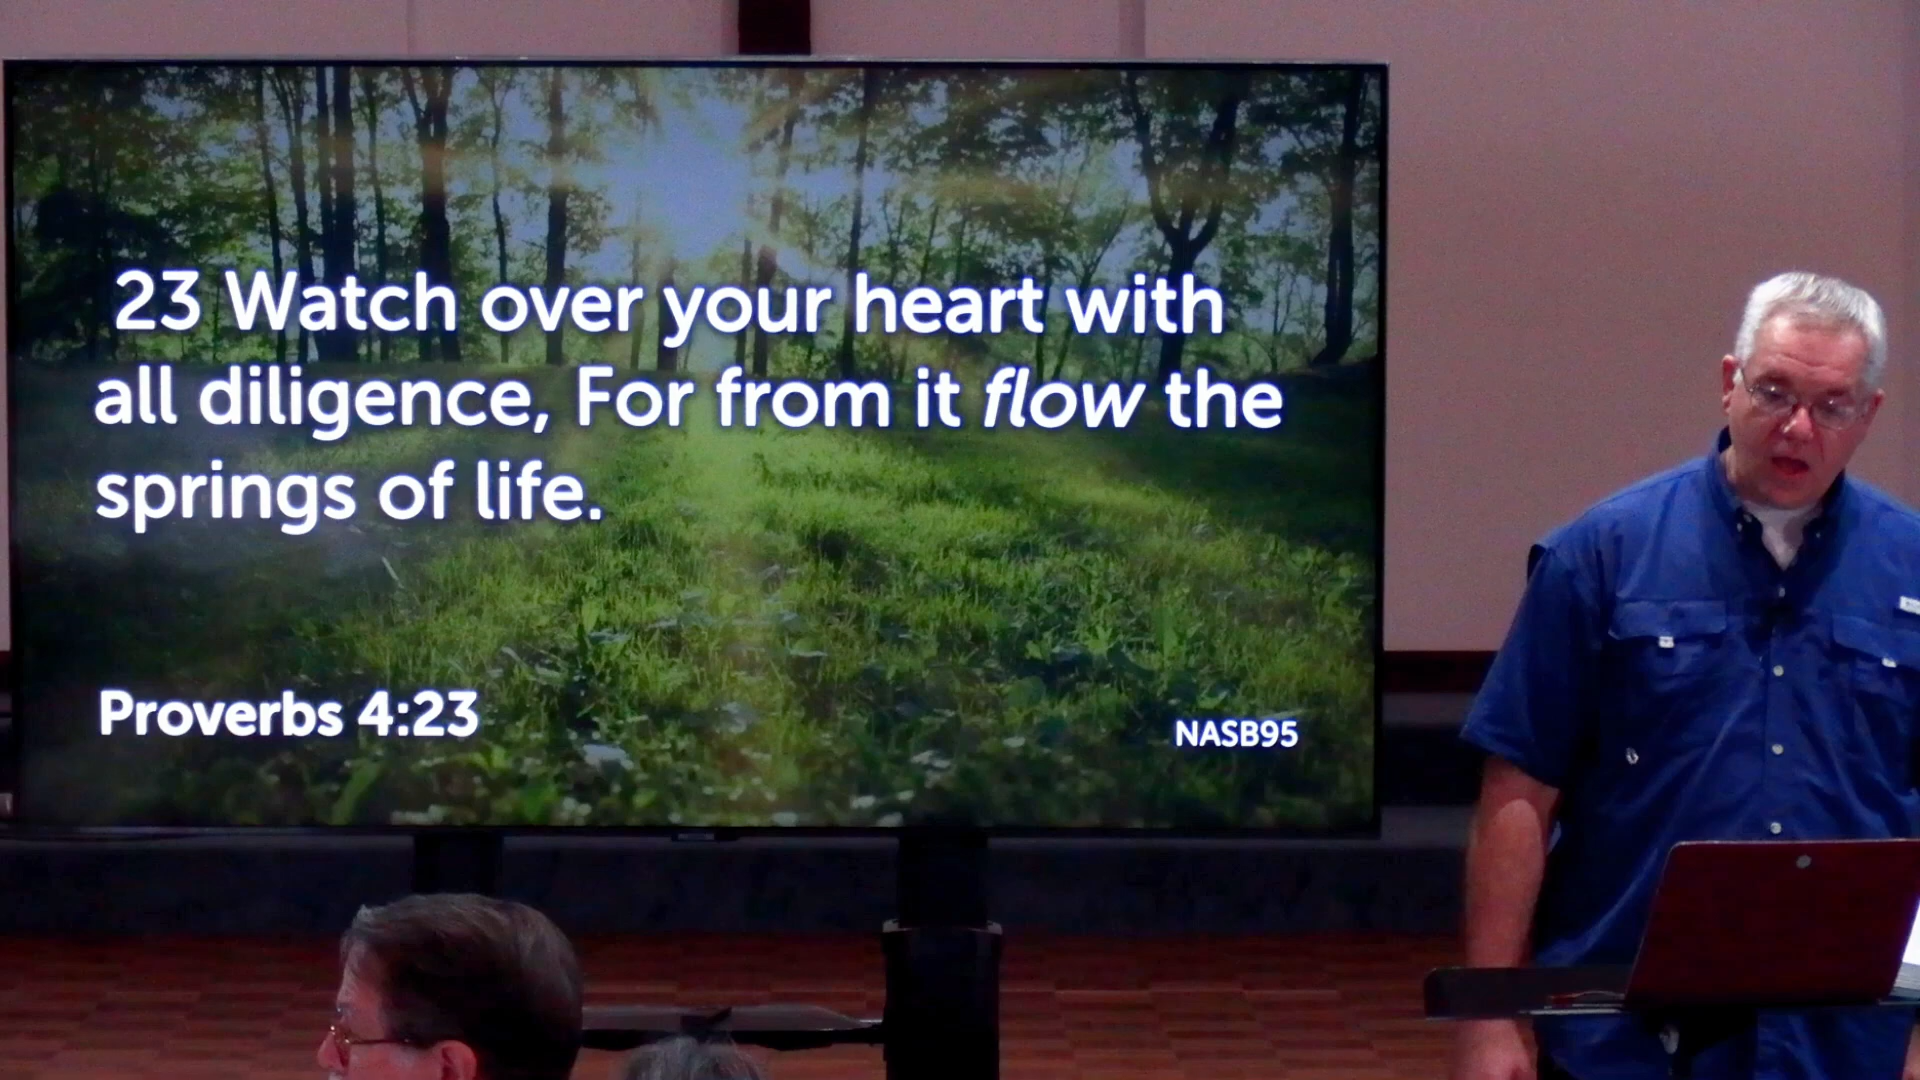 23 Watch over your heart with
all diligence, For from it flow the
springs of life.
Proverbs 4:23
NASB95